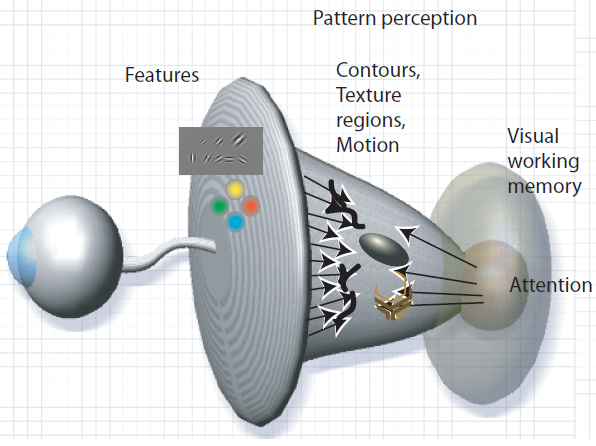 Pattern perception
Features
Contours,
Texture
regions,
Motion
Visual
working
memory
Attention